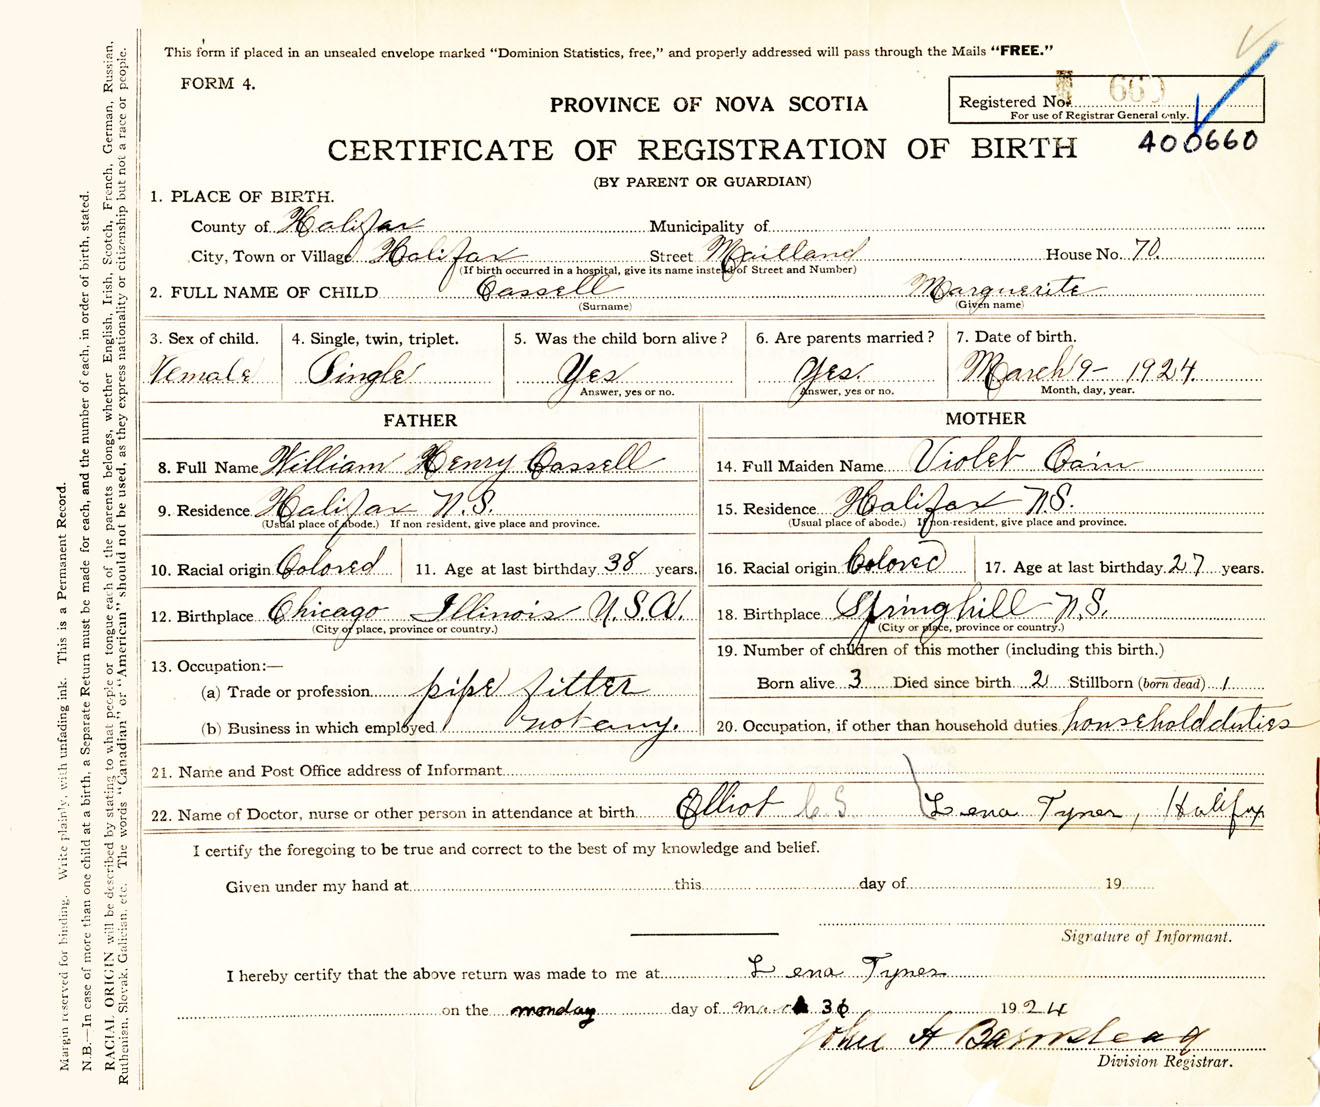 This form if placed in an unsealed envelope marked "Dominion Statistics, free," and properly addressed will pass through the Mails "FREE."
FORM 4.
PROVINCE OF NOVA SCOTIA
Registered No. 660
For use of Registrar General only.
CERTIFICATE OF REGISTRATION OF BIRTH
400660
(BY PARENT OR GUARDIAN)
1. PLACE OF BIRTH.
County of Halifax Municipality of
City, Town or Village Halifax Street Maitland House No. 70.
(If birth occurred in a hospital, give its name instead of Street and Number)
2. FULL NAME OF CHILD Cassell Marguerite
(Surname) (Given name)
3. Sex of child. 4. Single, twin, triplet. 5. Was the child born alive? 6. Are parents married? 7. Date of birth.
Female Single Yes Yes. March 9- 1924.
Answer, yes or no. Answer, yes or no. Month, day, year.
FATHER MOTHER
8. Full Name William Henry Cassell 14. Full Maiden Name Violet Cain
9. Residence Halifax N.S. 15. Residence Halifax N.S.
(Usual place of abode.) If non resident, give place and province. (Usual place of abode.) If non-resident, give place and province.
10. Racial origin Colored 11. Age at last birthday 38 years. 16. Racial origin Colored 17. Age at last birthday 27 years.
12. Birthplace Chicago Illinois U.S.A. 18. Birthplace Springhill N.S.
(City or place, province or country.) (City or place, province or country.)
13. Occupation:— 19. Number of children of this mother (including this birth.)
(a) Trade or profession pipe fitter Born alive 3 Died since birth 2 Stillborn (born dead) 1
(b) Business in which employed not any. 20. Occupation, if other than household duties household duties
21. Name and Post Office address of Informant
22. Name of Doctor, nurse or other person in attendance at birth Elliot C S Lena Tynes, Halifax
I certify the foregoing to be true and correct to the best of my knowledge and belief.
Given under my hand at this day of 19
Signature of Informant.
I hereby certify that the above return was made to me at Lena Tynes
on the monday day of 1924
John A Barnstead
Division Registrar.
Margin reserved for binding. Write plainly, with unfading ink. This is a Permanent Record.
N.B.—In case of more than one child at a birth, a Separate Return must be made for each, and the number of each, in order of birth, stated.
RACIAL ORIGIN will be described by stating to what people or tongue each of the parents belongs, whether English, Irish, Scotch, French, German, Russian,
Ruthenian, Slovak, Galician, etc. The words "Canadian" or "American" should not be used, as they express nationality or citizenship but not a race or people.